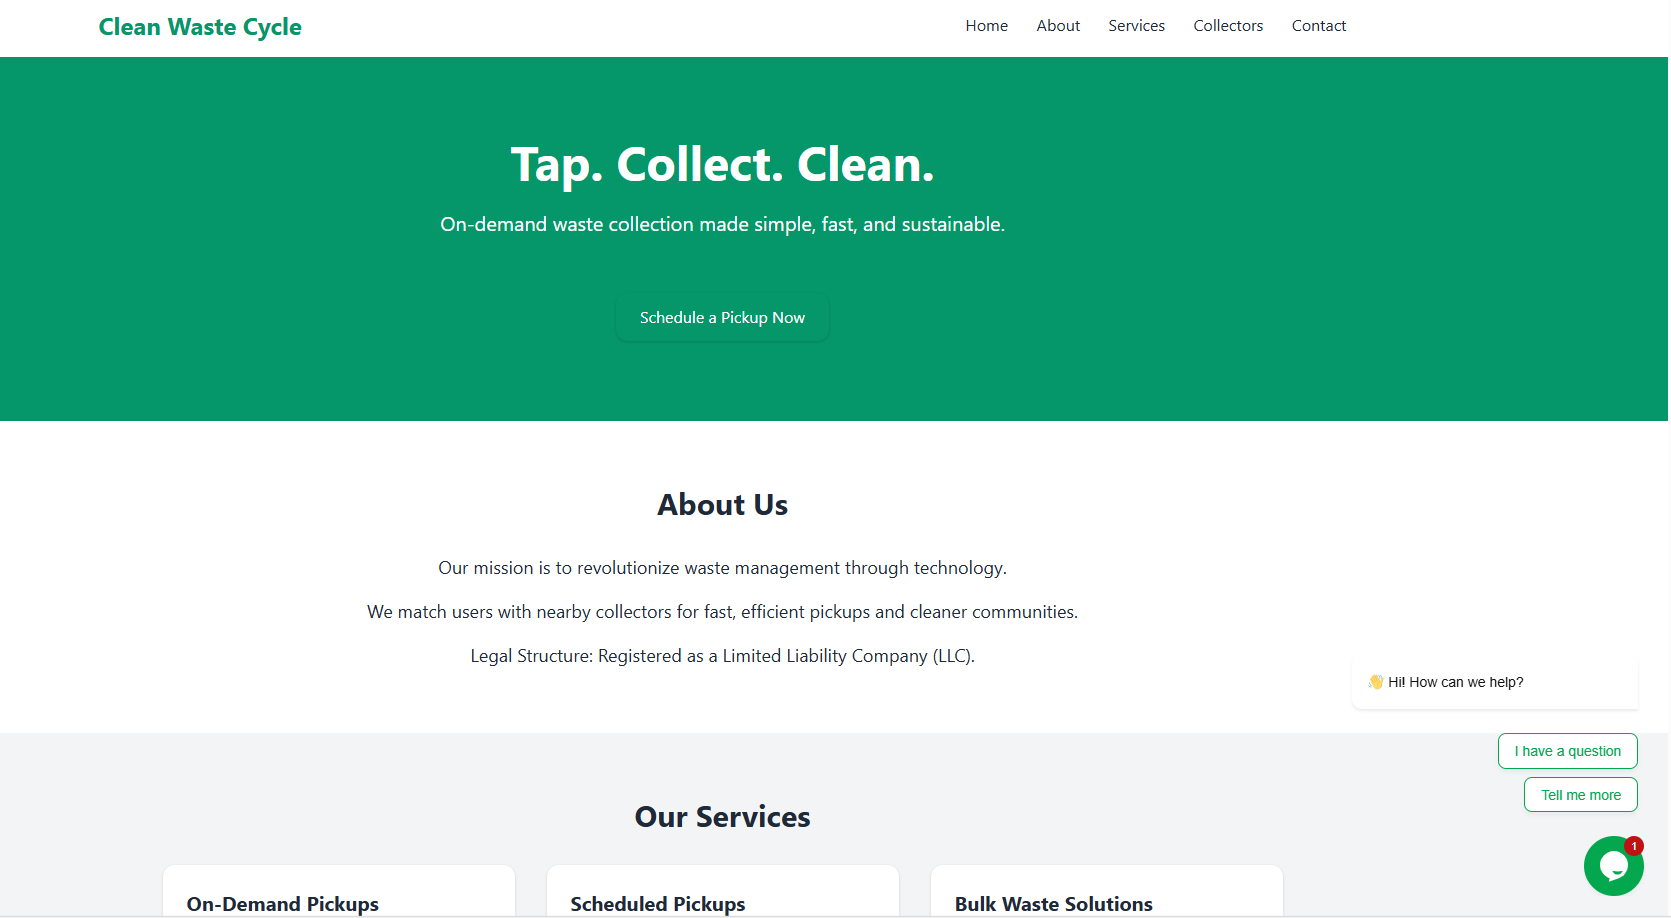 Clean Waste Cycle
Home About Services Collectors Contact
Tap. Collect. Clean.
On-demand waste collection made simple, fast, and sustainable.
Schedule a Pickup Now
About Us
Our mission is to revolutionize waste management through technology.
We match users with nearby collectors for fast, efficient pickups and cleaner communities.
Legal Structure: Registered as a Limited Liability Company (LLC).
👋 Hi! How can we help?
I have a question
Tell me more
1
Our Services
On-Demand Pickups
Scheduled Pickups
Bulk Waste Solutions